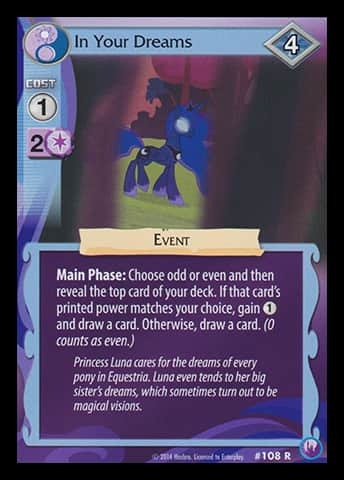 In Your Dreams
4
COST
1
2
EVENT
Main Phase: Choose odd or even and then
reveal the top card of your deck. If that card's
printed power matches your choice, gain 1
and draw a card. Otherwise, draw a card. (0
counts as even.)
Princess Luna cares for the dreams of every
pony in Equestria. Luna even tends to her big
sister's dreams, which sometimes turn out to be
magical visions.
© 2014 Hasbro. Licensed to Enterplay.
#108 R